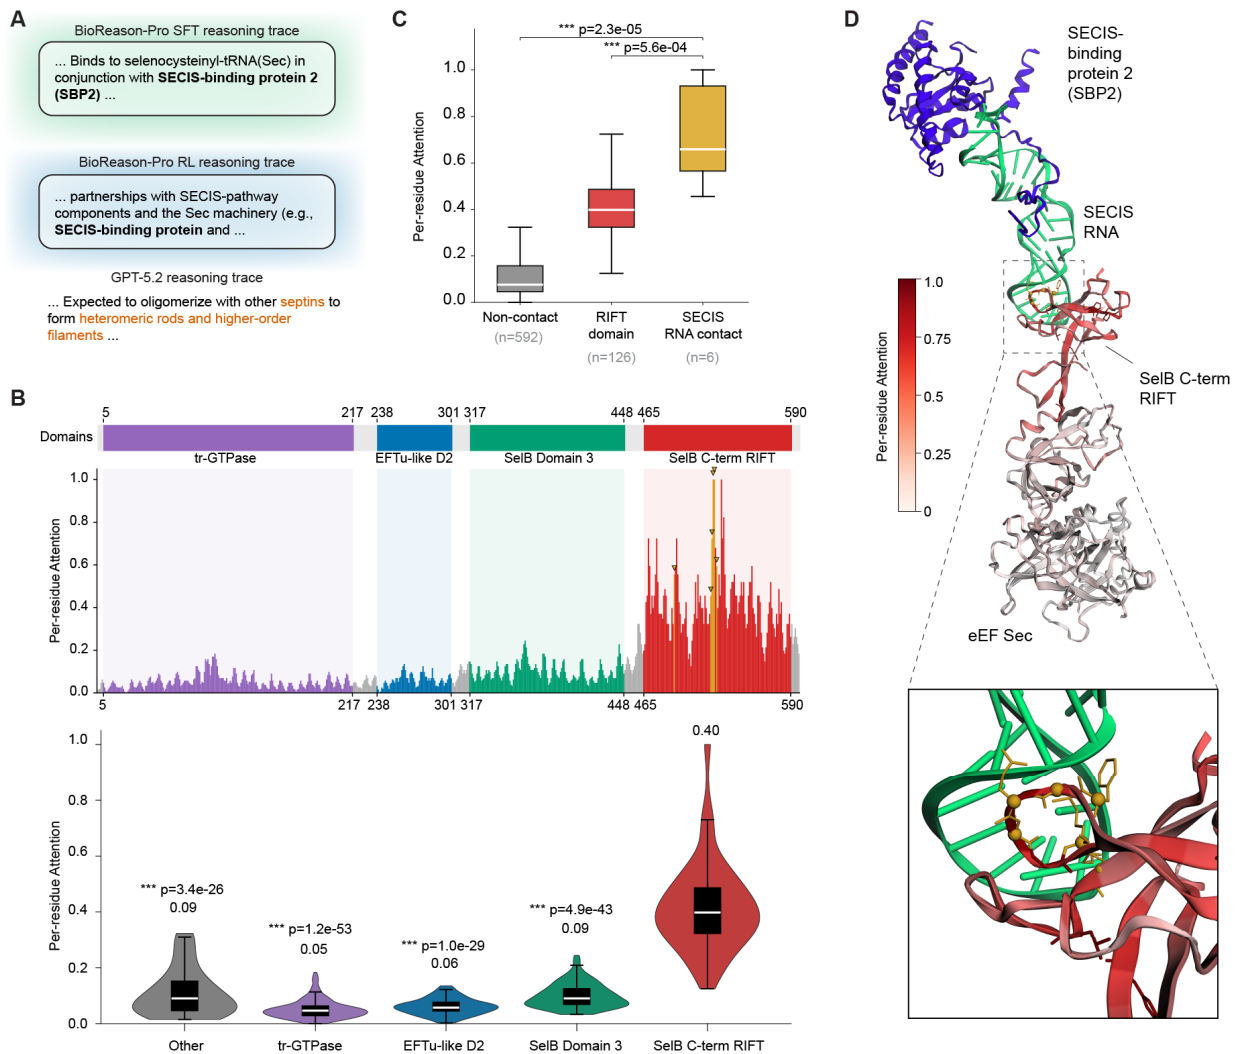 A
BioReason-Pro SFT reasoning trace
... Binds to selenocysteinyl-tRNA(Sec) in
conjunction with SECIS-binding protein 2
(SBP2) ...
BioReason-Pro RL reasoning trace
... partnerships with SECIS-pathway
components and the Sec machinery (e.g.,
SECIS-binding protein and ...
GPT-5.2 reasoning trace
... Expected to oligomerize with other septins to
form heteromeric rods and higher-order
filaments ...
C
*** p=2.3e-05
*** p=5.6e-04
Per-residue Attention
1.0
0.8
0.6
0.4
0.2
0.0
Non-contact
(n=592)
RIFT
domain
(n=126)
SECIS
RNA contact
(n=6)
D
SECIS-
binding
protein 2
(SBP2)
SECIS
RNA
Per-residue Attention
1.0
0.75
0.5
0.25
0
SelB C-term
RIFT
eEF Sec
B
5 217 238 301 317 448 465 590
Domains
tr-GTPase EFTu-like D2 SelB Domain 3 SelB C-term RIFT
Per-residue Attention
1.0
0.8
0.6
0.4
0.2
0.0
5 217 238 301 317 448 465 590
Per-residue Attention
1.0
0.8
0.6
0.4
0.2
0.0
*** p=3.4e-26
0.09
*** p=1.2e-53
0.05
*** p=1.0e-29
0.06
*** p=4.9e-43
0.09
0.40
Other tr-GTPase EFTu-like D2 SelB Domain 3 SelB C-term RIFT